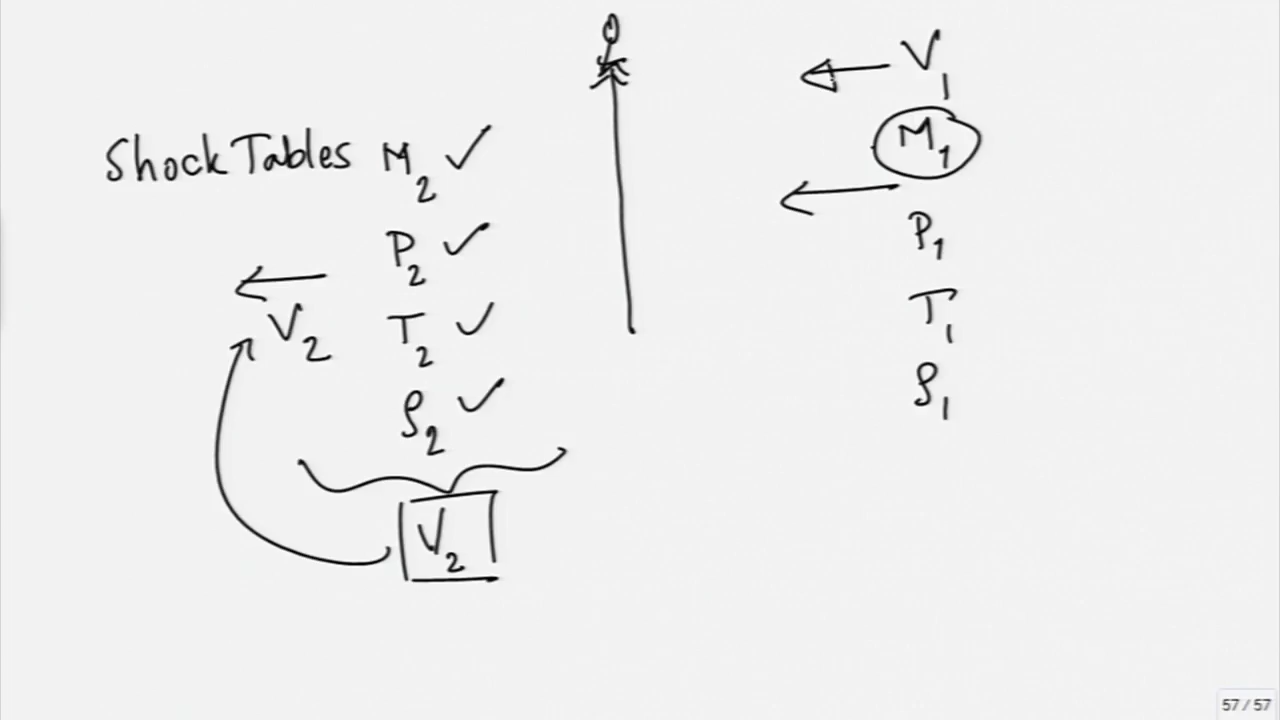 V₁
Shock Tables M₂ ✓
M₁
P₂ ✓
P₁
V₂ T₂ ✓
T₁
ρ₂ ✓
ρ₁
V₂
57 / 57